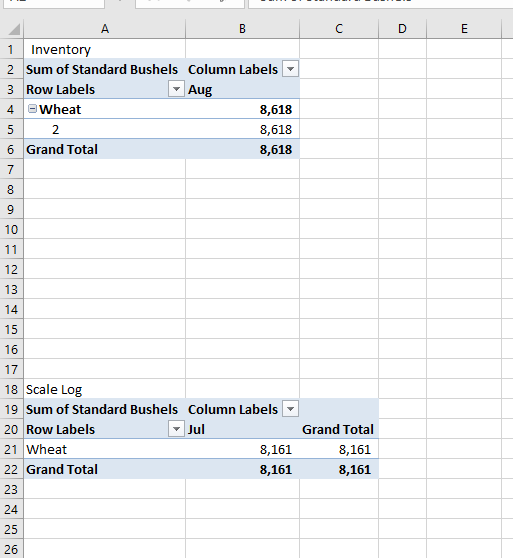 A B C D E
1 Inventory
2 Sum of Standard Bushels Column Labels
3 Row Labels Aug
4 Wheat 8,618
5 2 8,618
6 Grand Total 8,618
7
8
9
10
11
12
13
14
15
16
17
18 Scale Log
19 Sum of Standard Bushels Column Labels
20 Row Labels Jul Grand Total
21 Wheat 8,161 8,161
22 Grand Total 8,161 8,161
23
24
25
26